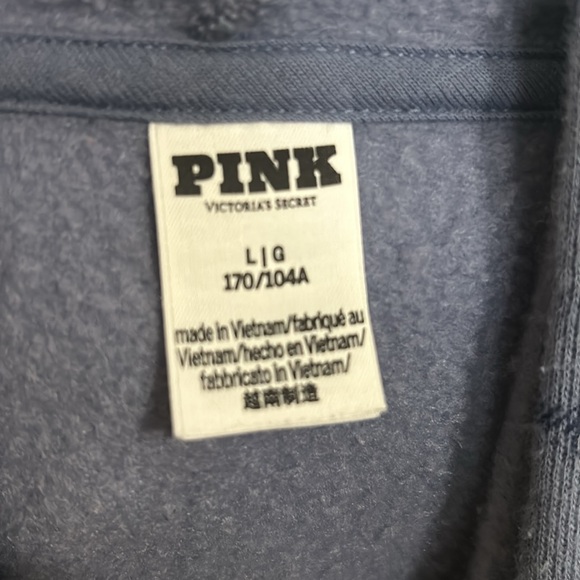 PINK
VICTORIA'S SECRET
L | G
170/104A
made in Vietnam/fabriqué au
Vietnam/hecho en Vietnam/
fabbricato in Vietnam/
越南制造